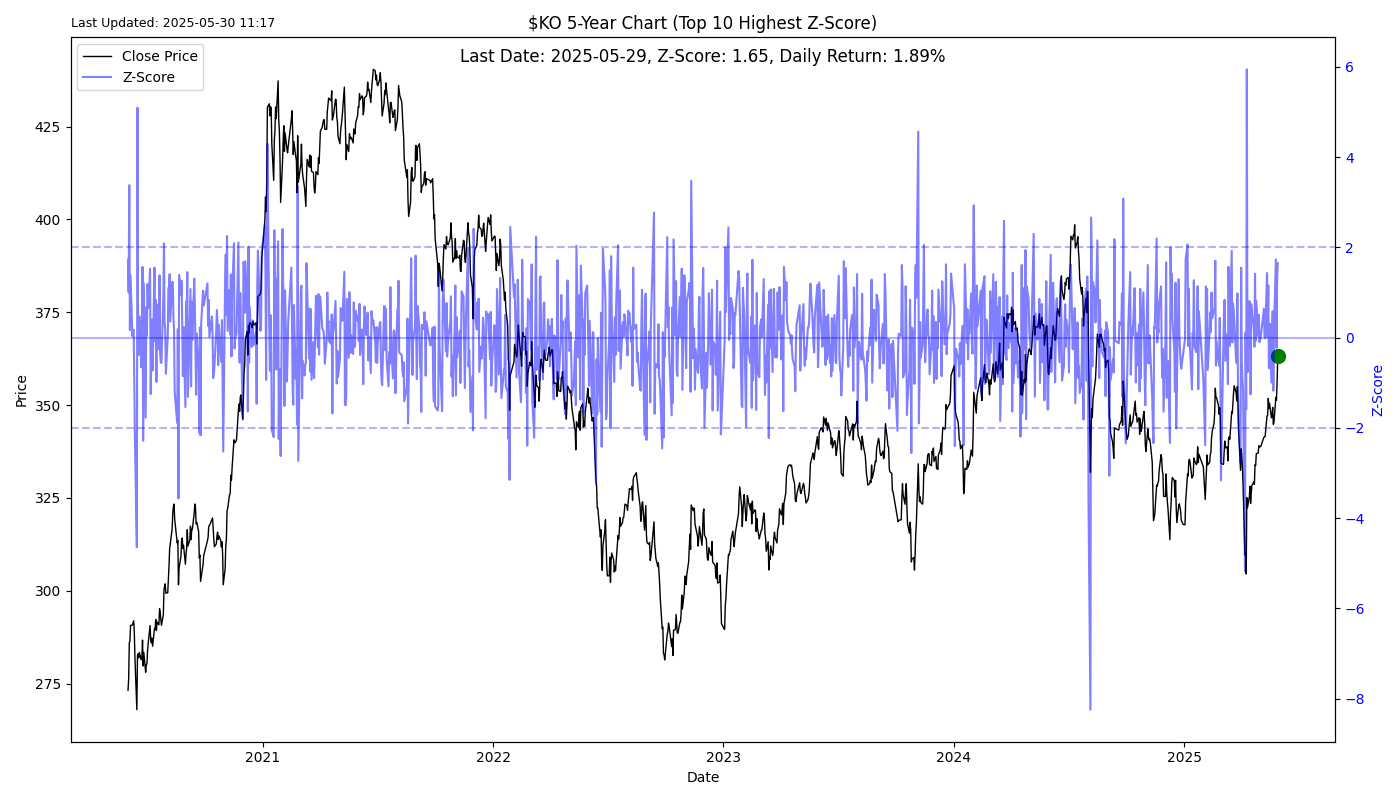 Last Updated: 2025-05-30 11:17
$KO 5-Year Chart (Top 10 Highest Z-Score)
Last Date: 2025-05-29, Z-Score: 1.65, Daily Return: 1.89%
Close Price
Z-Score
425
400
375
350
325
300
275
Price
6
4
2
0
−2
−4
−6
−8
Z-Score
2021
2022
2023
2024
2025
Date